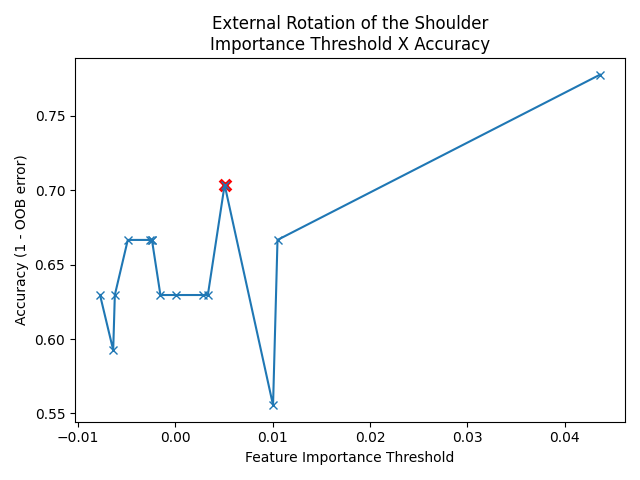 External Rotation of the Shoulder
Importance Threshold X Accuracy
Accuracy (1 - OOB error)
0.75
0.70
0.65
0.60
0.55
−0.01 0.00 0.01 0.02 0.03 0.04
Feature Importance Threshold